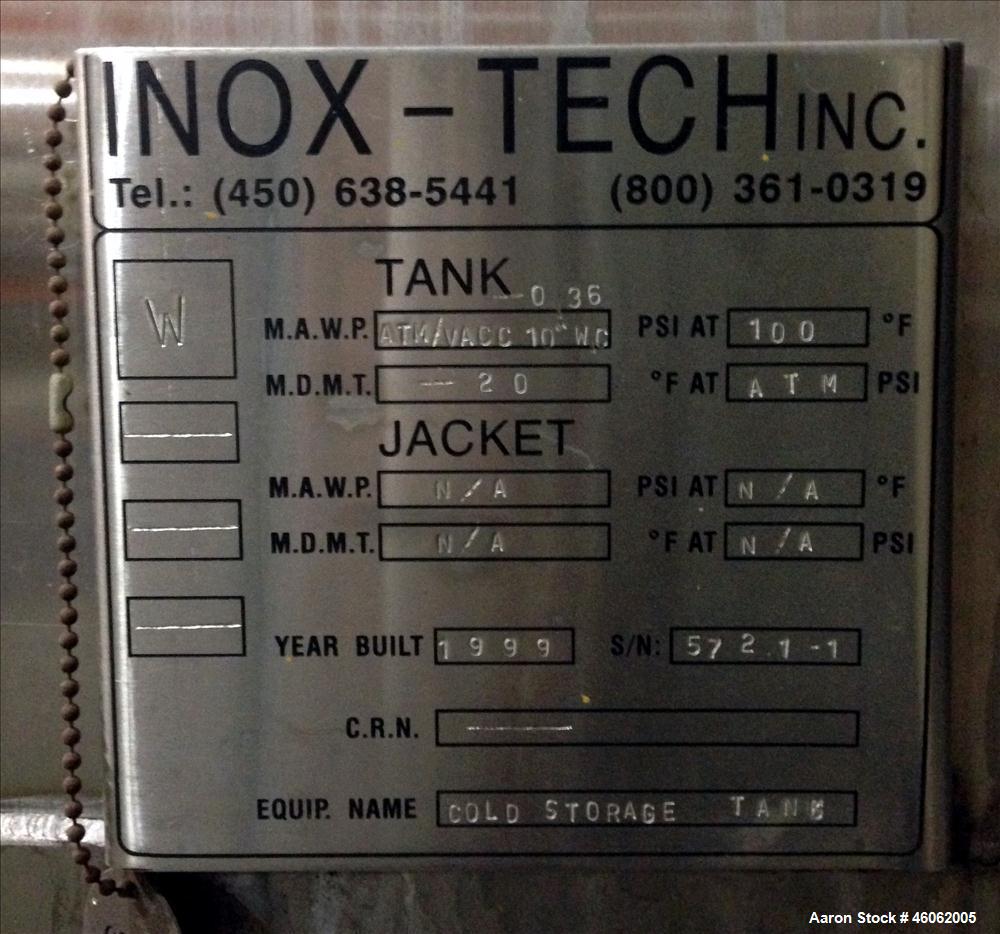 INOX - TECH INC.
Tel.: (450) 638-5441 (800) 361-0319
W
TANK
-0 36
M.A.W.P. ATM/VACC 10" WC PSI AT 100 °F
M.D.M.T. -20 °F AT ATM PSI
JACKET
M.A.W.P. N/A PSI AT N/A °F
M.D.M.T. N/A °F AT N/A PSI
YEAR BUILT 1999 S/N: 5721-1
C.R.N. —
EQUIP. NAME COLD STORAGE TANK
Aaron Stock # 46062005